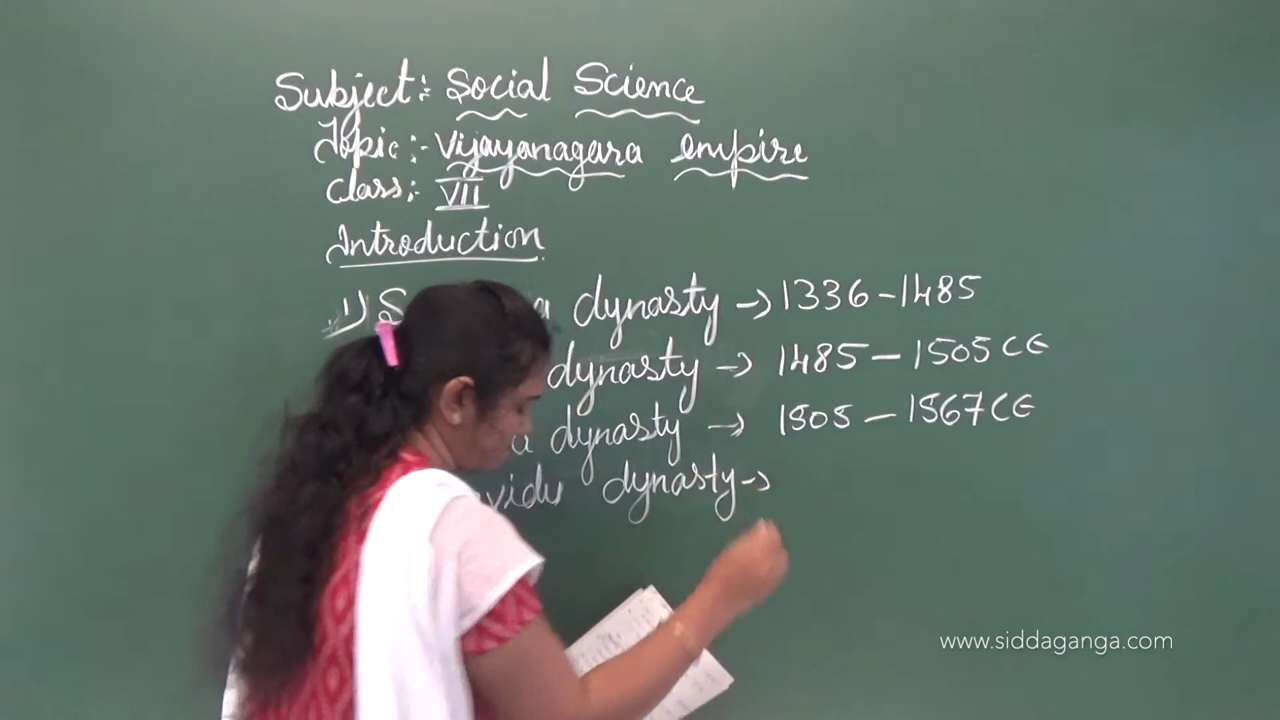 Subject:- Social Science
Topic:- Vijayanagara empire
Class:- VII
Introduction
1) dynasty → 1336 - 1485
dynasty → 1485 - 1505 CE
dynasty → 1505 - 1567 CE
dynasty →
www.siddaganga.com